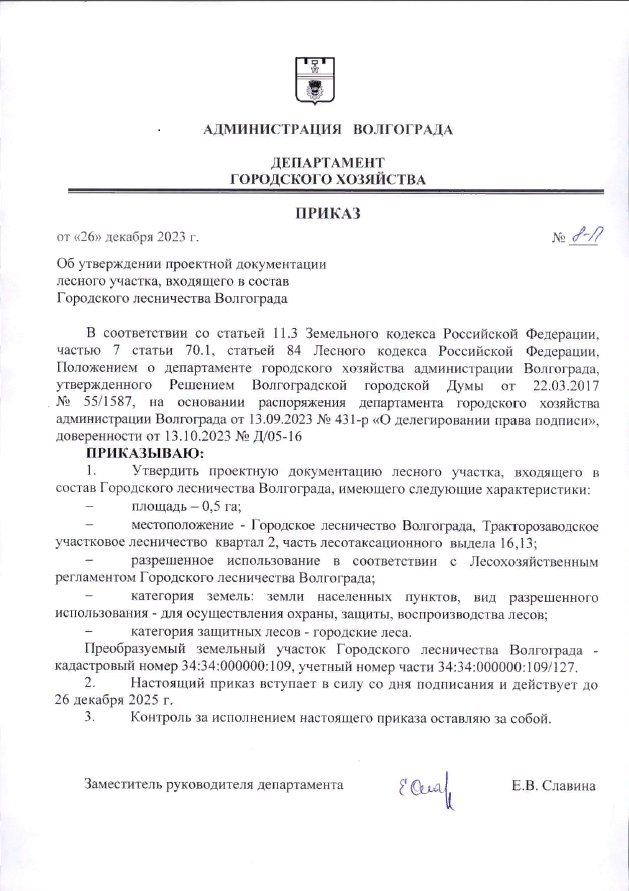 АДМИНИСТРАЦИЯ ВОЛГОГРАДА
ДЕПАРТАМЕНТ
ГОРОДСКОГО ХОЗЯЙСТВА
ПРИКАЗ
от «26» декабря 2023 г. № 8-П
Об утверждении проектной документации
лесного участка, входящего в состав
Городского лесничества Волгограда
В соответствии со статьей 11.3 Земельного кодекса Российской Федерации,
частью 7 статьи 70.1, статьей 84 Лесного кодекса Российской Федерации,
Положением о департаменте городского хозяйства администрации Волгограда,
утвержденного Решением Волгоградской городской Думы от 22.03.2017
№ 55/1587, на основании распоряжения департамента городского хозяйства
администрации Волгограда от 13.09.2023 № 431-р «О делегировании права подписи»,
доверенности от 13.10.2023 № Д/05-16
ПРИКАЗЫВАЮ:
1. Утвердить проектную документацию лесного участка, входящего в
состав Городского лесничества Волгограда, имеющего следующие характеристики:
– площадь – 0,5 га;
– местоположение - Городское лесничество Волгограда, Тракторозаводское
участковое лесничество квартал 2, часть лесотаксационного выдела 16,13;
– разрешенное использование в соответствии с Лесохозяйственным
регламентом Городского лесничества Волгограда;
– категория земель: земли населенных пунктов, вид разрешенного
использования - для осуществления охраны, защиты, воспроизводства лесов;
– категория защитных лесов - городские леса.
Преобразуемый земельный участок Городского лесничества Волгограда -
кадастровый номер 34:34:000000:109, учетный номер части 34:34:000000:109/127.
2. Настоящий приказ вступает в силу со дня подписания и действует до
26 декабря 2025 г.
3. Контроль за исполнением настоящего приказа оставляю за собой.
Заместитель руководителя департамента Е.В. Славина